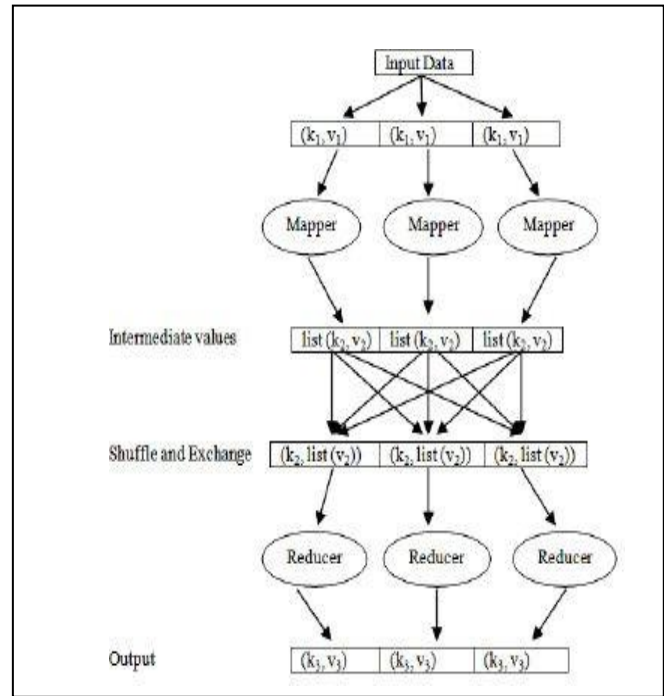 Input Data
(k₁, v₁) (k₁, v₁) (k₁, v₁)
Mapper Mapper Mapper
Intermediate values list (k₂, v₂) list (k₂, v₂) list (k₂, v₂)
Shuffle and Exchange (k₂, list (v₂)) (k₂, list (v₂)) (k₂, list (v₂))
Reducer Reducer Reducer
Output (k₃, v₃) (k₃, v₃) (k₃, v₃)